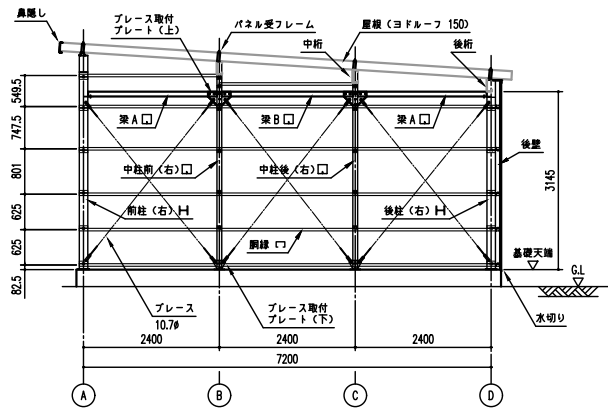 鼻隠し
ブレース取付
プレート（上）
パネル受フレーム
中桁
屋根（ヨドルーフ 150）
後桁
549.5
747.5
801
625
625
82.5
梁A
梁B
梁A
後壁
中柱前（右）
中柱後（右）
前柱（右）
後柱（右）
3145
胴縁
基礎天端
G.L
水切り
ブレース
10.7φ
ブレース取付
プレート（下）
2400
2400
2400
7200
A
B
C
D